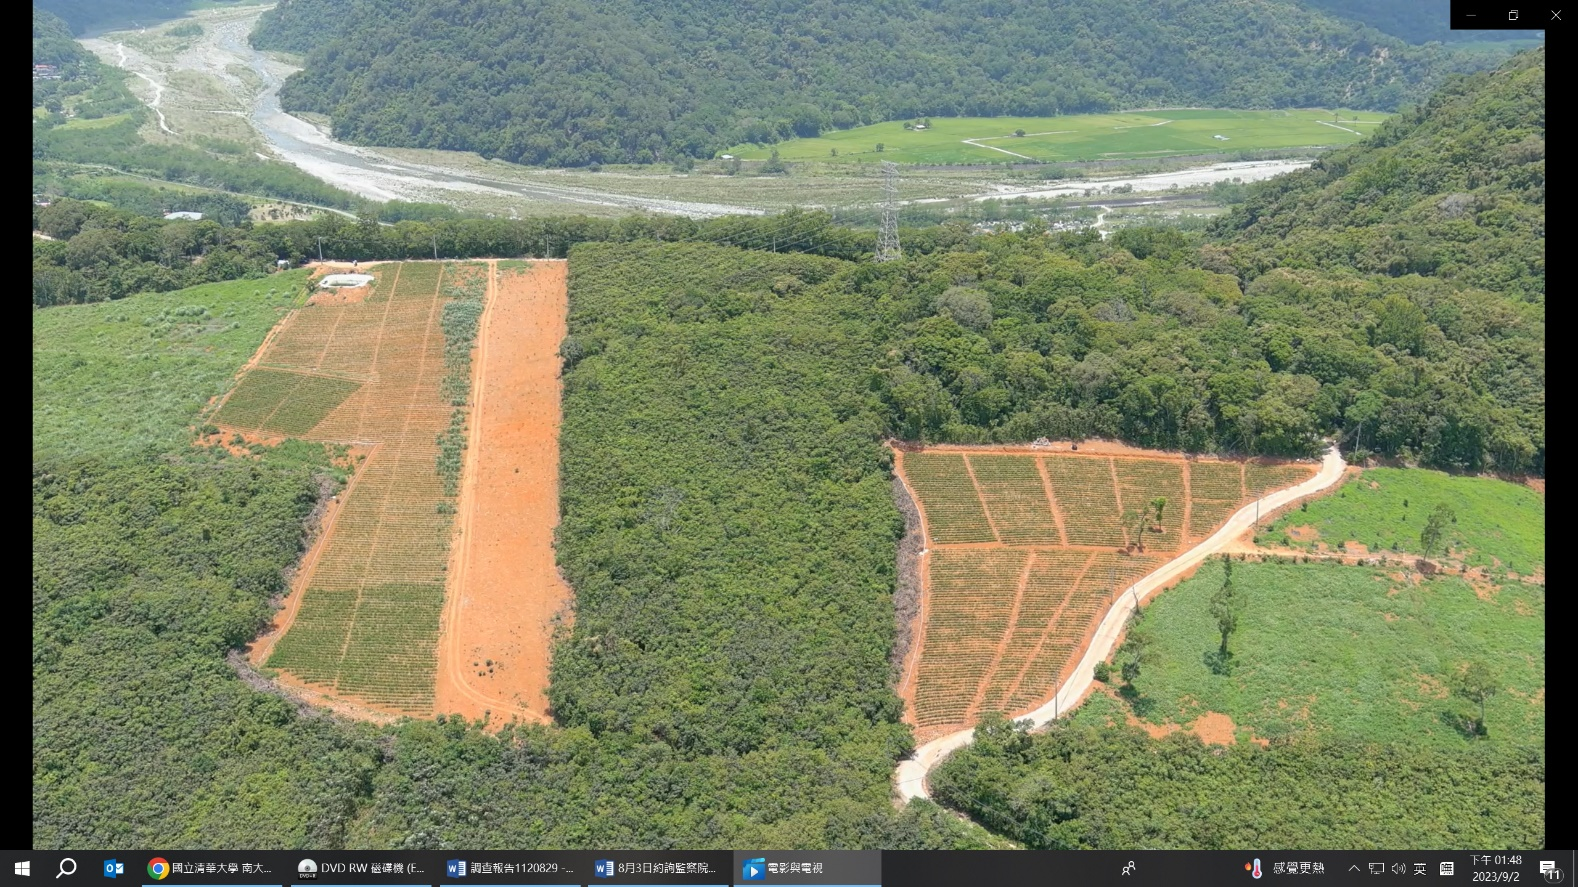 國立清華大學 南大...
DVD RW 磁碟機 (E...
調查報告1120829 -...
8月3日約詢監察院...
電影與電視
感覺更熱
英
下午 01:48
2023/9/2
11